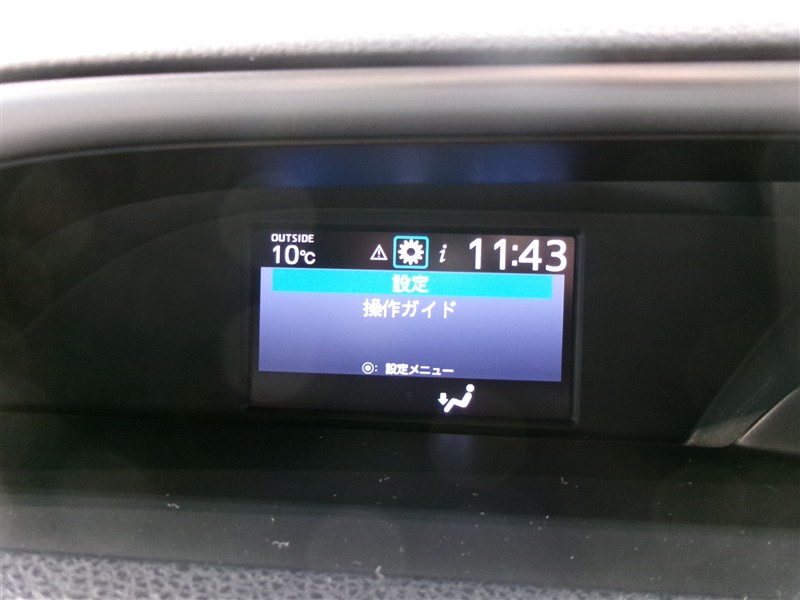 OUTSIDE
10℃ i 11:43
設定
操作ガイド
◉: 設定メニュー